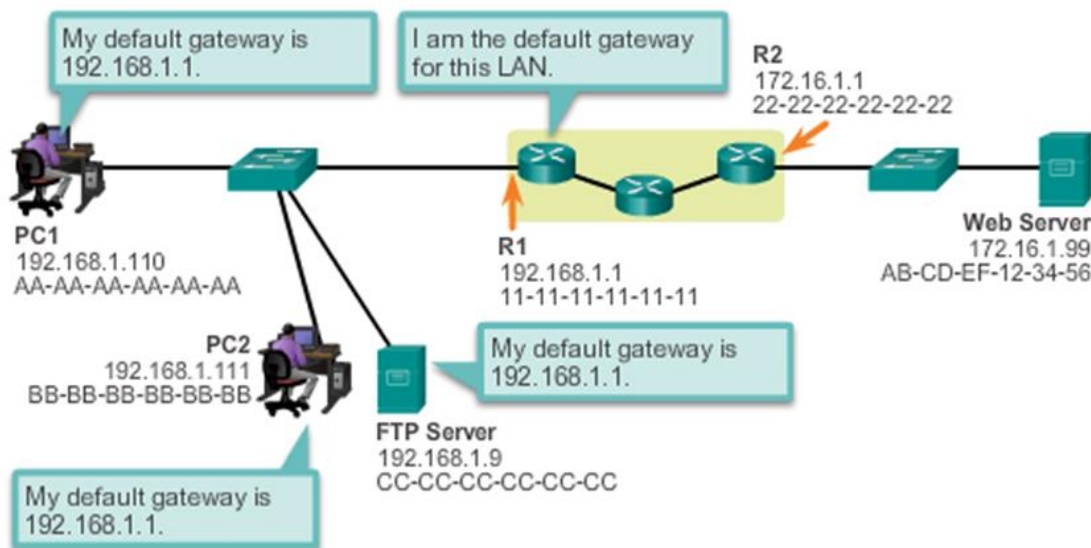 My default gateway is
192.168.1.1.
I am the default gateway
for this LAN.
R2
172.16.1.1
22-22-22-22-22-22
PC1
192.168.1.110
AA-AA-AA-AA-AA-AA
R1
192.168.1.1
11-11-11-11-11-11
Web Server
172.16.1.99
AB-CD-EF-12-34-56
PC2
192.168.1.111
BB-BB-BB-BB-BB-BB
My default gateway is
192.168.1.1.
FTP Server
192.168.1.9
CC-CC-CC-CC-CC-CC
My default gateway is
192.168.1.1.